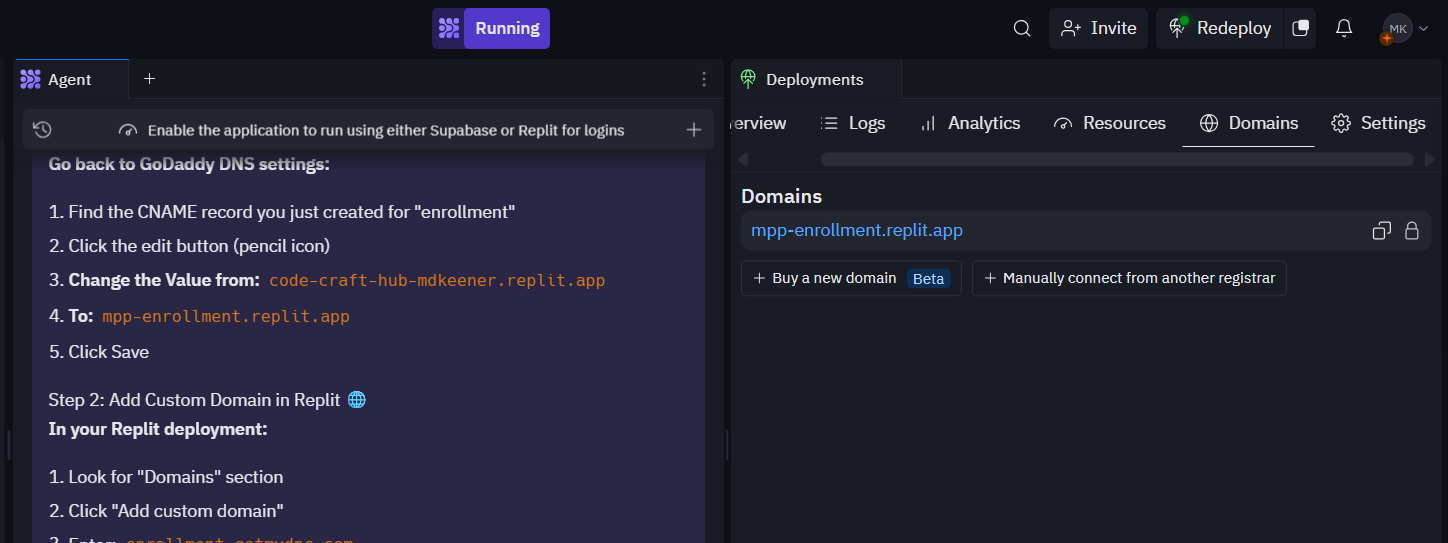 Running
Invite
Redeploy
MK
Agent
Deployments
Enable the application to run using either Supabase or Replit for logins
erview
Logs
Analytics
Resources
Domains
Settings
Go back to GoDaddy DNS settings:
1. Find the CNAME record you just created for "enrollment"
2. Click the edit button (pencil icon)
3. Change the Value from: code-craft-hub-mdkeener.replit.app
4. To: mpp-enrollment.replit.app
5. Click Save
Step 2: Add Custom Domain in Replit 🌐
In your Replit deployment:
1. Look for "Domains" section
2. Click "Add custom domain"
3. Enter:
Domains
mpp-enrollment.replit.app
+ Buy a new domain Beta
+ Manually connect from another registrar